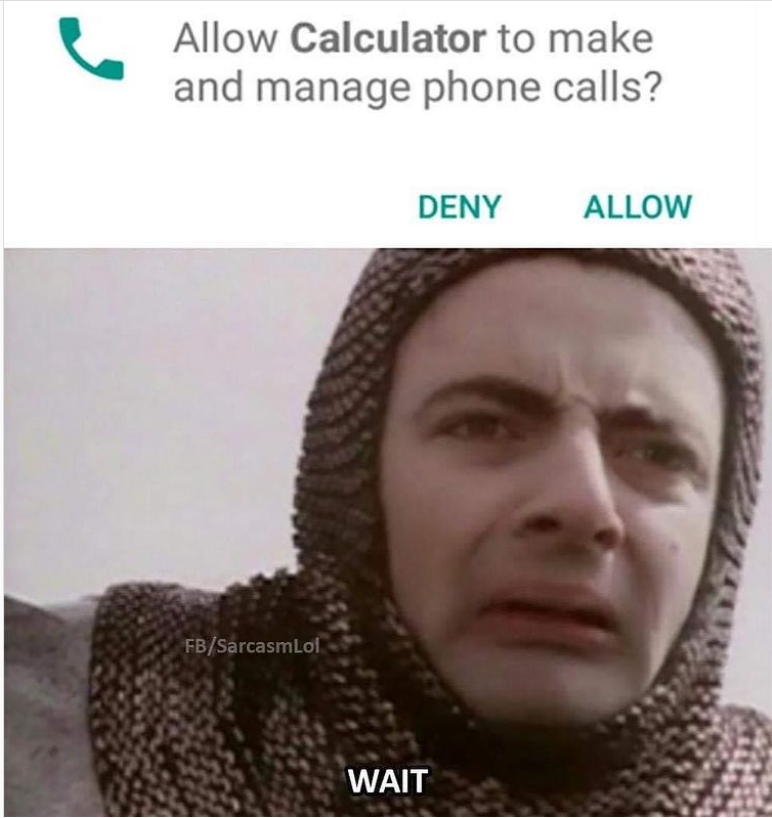 Allow Calculator to make
and manage phone calls?
DENY ALLOW
FB/SarcasmLol
WAIT